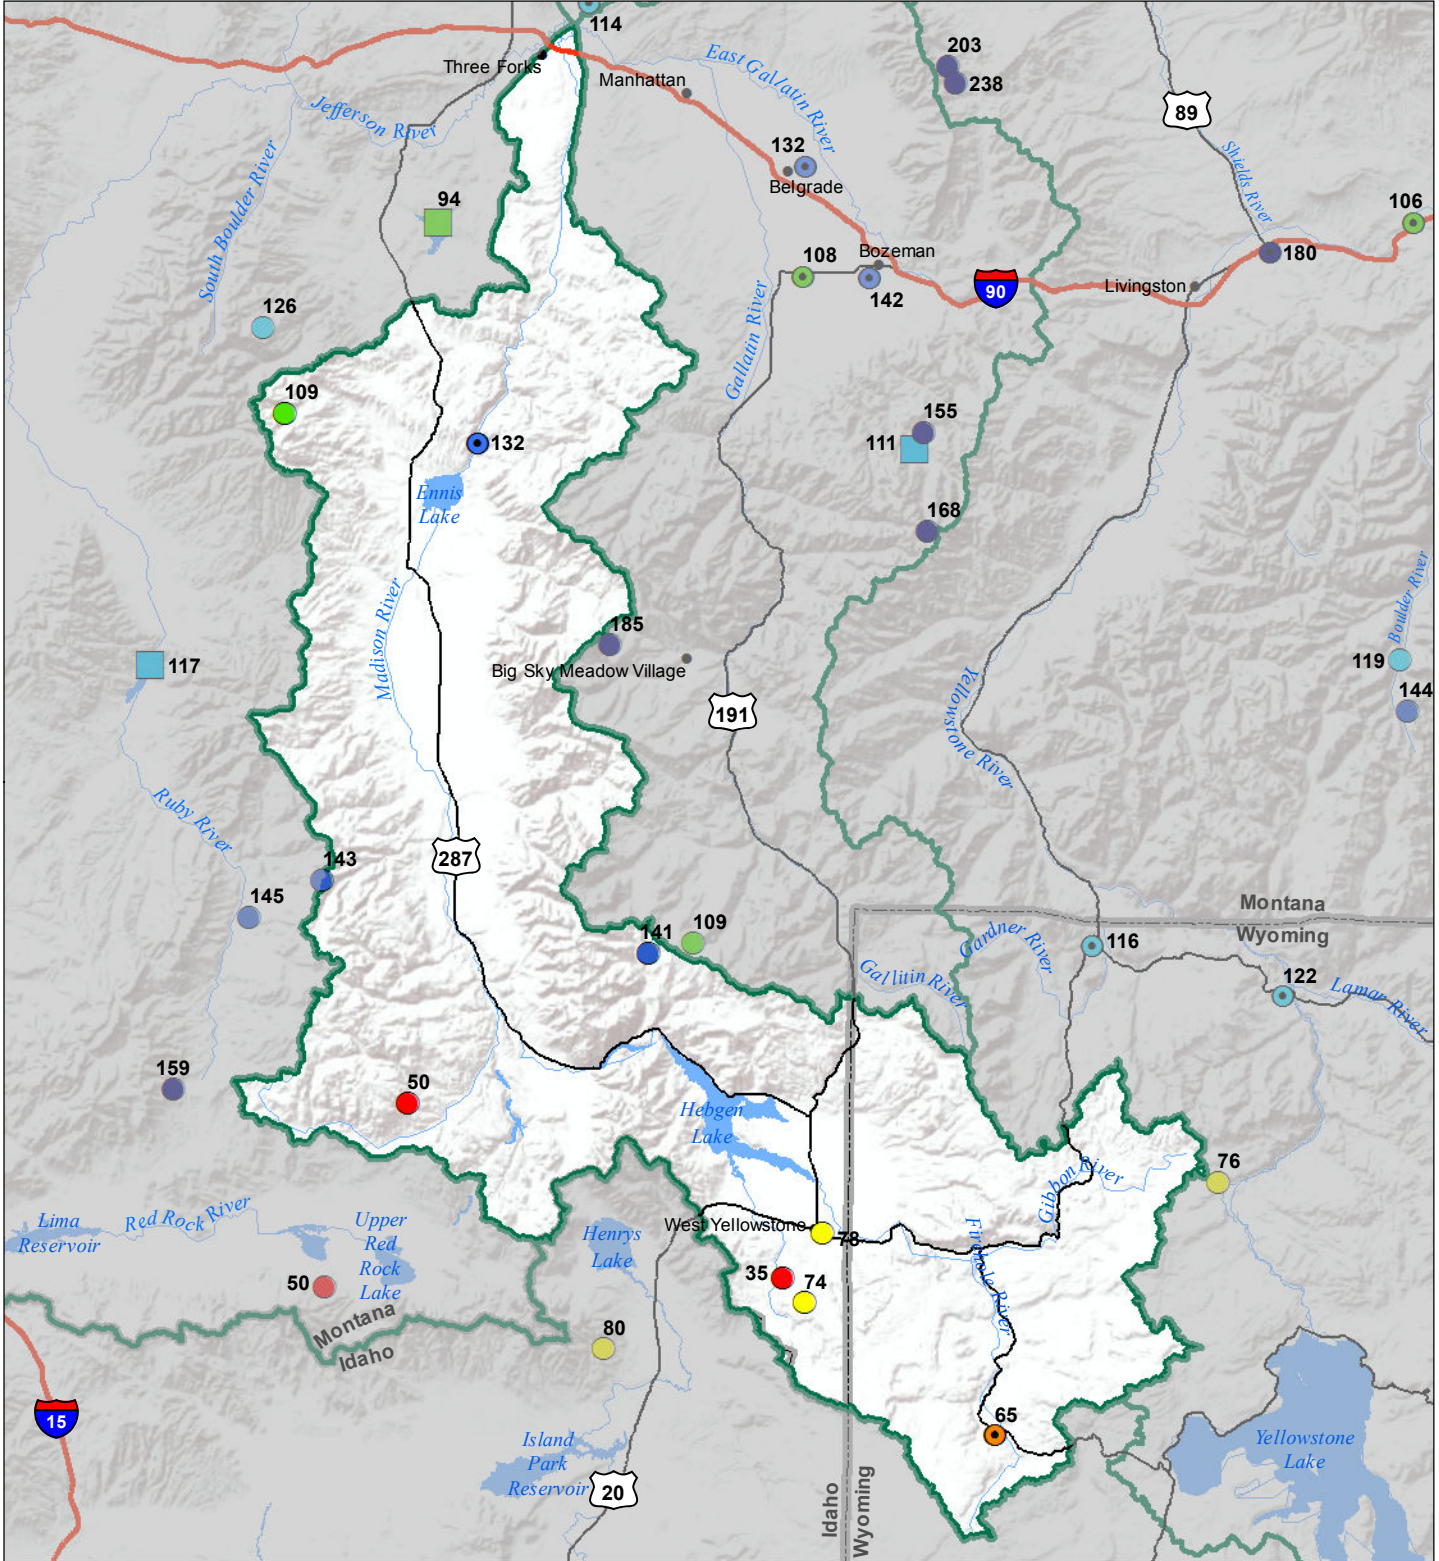 114
203
Three Forks
East Gallatin River
Manhattan
238
Jefferson River
89
132
Shields River
South Boulder River
Belgrade
94
106
108
Bozeman
180
142
90
Livingston
Gallatin River
126
109
155
111
132
Ennis
Lake
168
Boulder River
Madison River
185
Big Sky Meadow Village
117
119
144
191
Yellowstone River
Ruby River
287
143
145
Montana
Wyoming
109
141
Gardner River
116
Gallitin River
122
Lamar River
159
50
Hebgen
Lake
76
Gibbon River
Lima
Reservoir
Red Rock River
Upper
Red
Rock
Lake
Henrys
Lake
West Yellowstone
78
Firehole River
35
74
50
Montana
Idaho
80
15
65
Island
Park
Reservoir
20
Yellowstone
Lake
Idaho
Wyoming